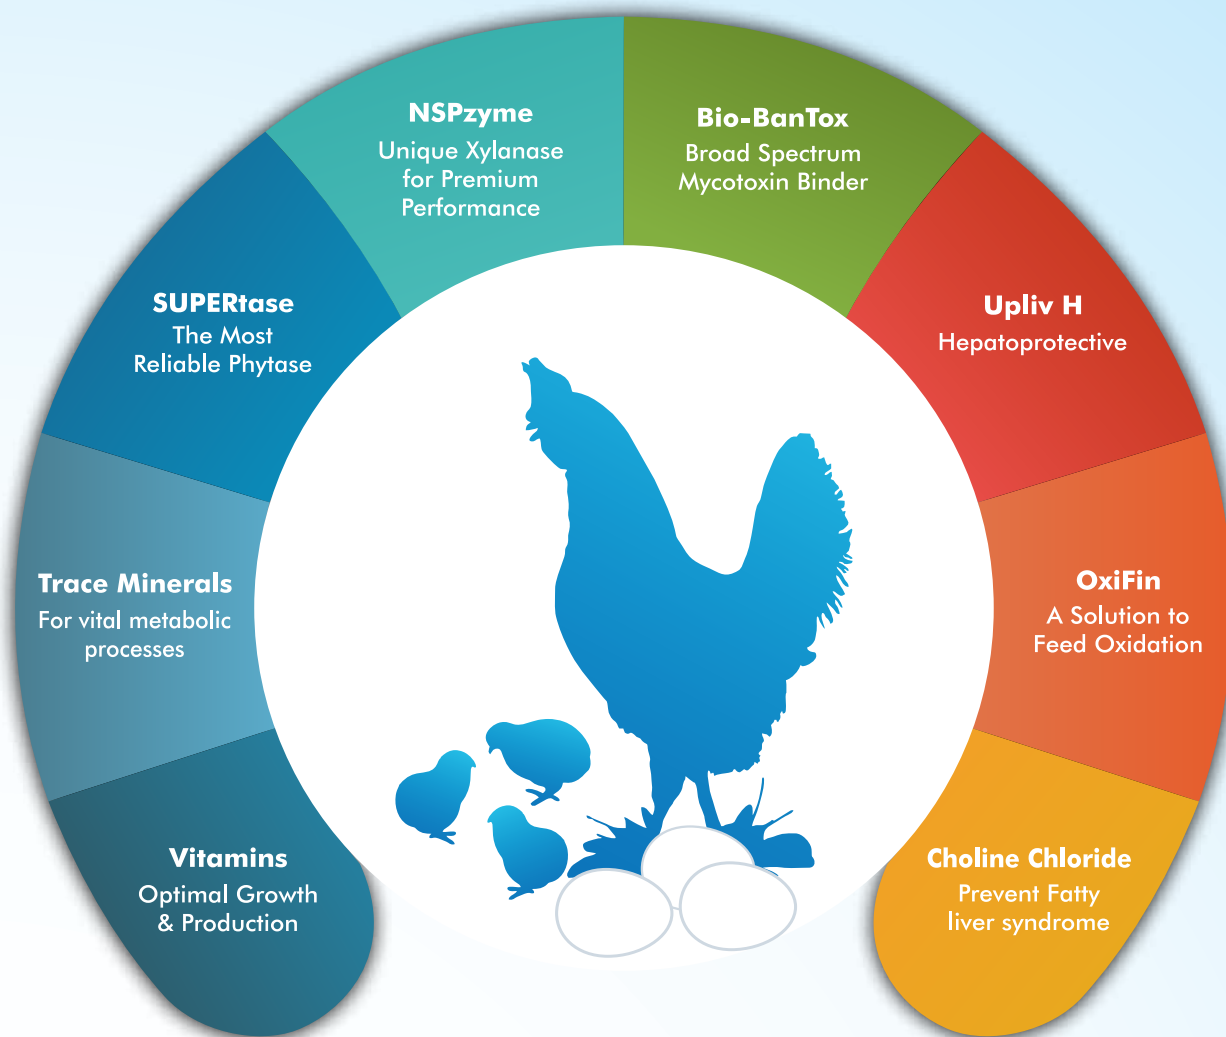 NSPzyme
Unique Xylanase
for Premium
Performance
Bio-BanTox
Broad Spectrum
Mycotoxin Binder
SUPERtase
The Most
Reliable Phytase
Upliv H
Hepatoprotective
Trace Minerals
For vital metabolic
processes
OxiFin
A Solution to
Feed Oxidation
Vitamins
Optimal Growth
& Production
Choline Chloride
Prevent Fatty
liver syndrome